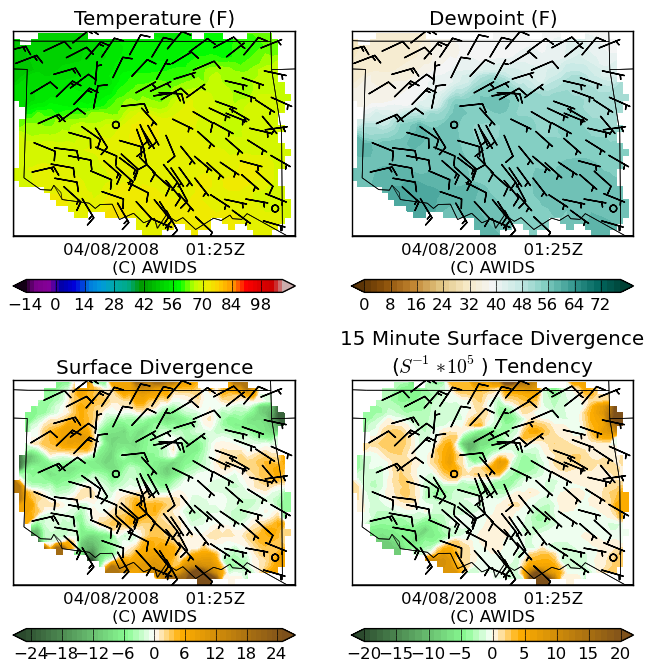 Temperature (F)
Dewpoint (F)
04/08/2008 01:25Z
(C) AWIDS
04/08/2008 01:25Z
(C) AWIDS
−14 0 14 28 42 56 70 84 98
0 8 16 24 32 40 48 56 64 72
Surface Divergence
15 Minute Surface Divergence
(S⁻¹ *10⁵ ) Tendency
04/08/2008 01:25Z
(C) AWIDS
04/08/2008 01:25Z
(C) AWIDS
−24 −18 −12 −6 0 6 12 18 24
−20 −15 −10 −5 0 5 10 15 20